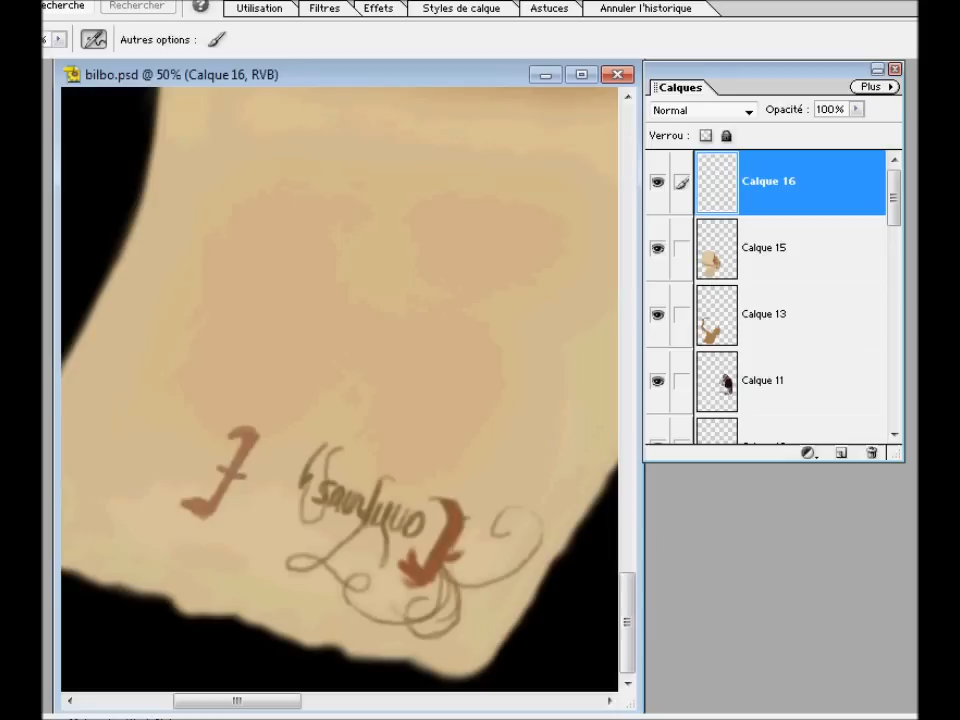 echerche Rechercher Utilisation Filtres Effets Styles de calque Astuces Annuler l'historique
% Autres options :
bilbo.psd @ 50% (Calque 16, RVB)
Calques Plus
Normal Opacité : 100%
Verrou :
Calque 16
Calque 15
Calque 13
Calque 11